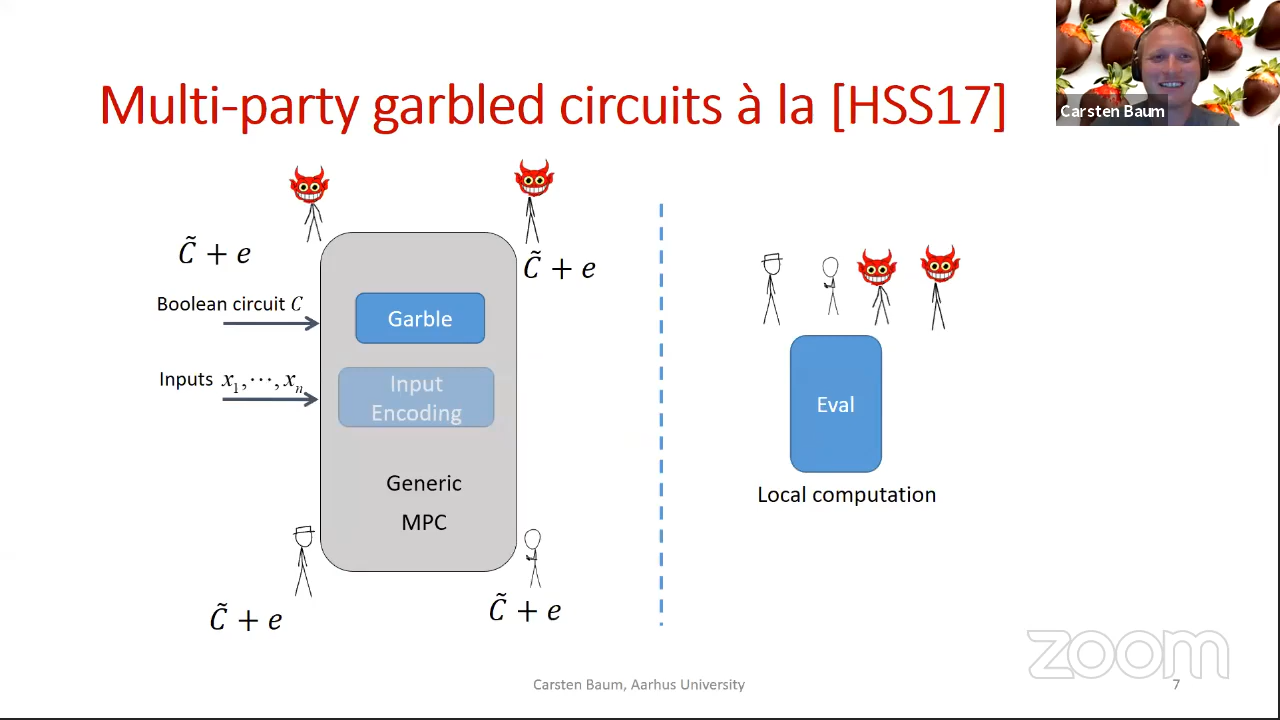 Multi-party garbled circuits à la [HSS17]
Carsten Baum
C̃ + e
C̃ + e
Boolean circuit C
Garble
Inputs x₁,⋯,xₙ
Input
Encoding
Generic
MPC
C̃ + e
C̃ + e
Eval
Local computation
zoom
Carsten Baum, Aarhus University
7